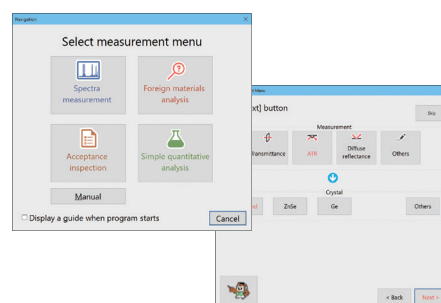 Navigation
Select measurement menu
Spectra
measurement
Foreign materials
analysis
Acceptance
inspection
Simple quantitative
analysis
Manual
Display a guide when program starts
Cancel
Menu
xt] button
Skip
Measurement
Transmittance
ATR
Diffuse
reflectance
Others
Crystal
ZnSe
Ge
Others
< Back
Next >